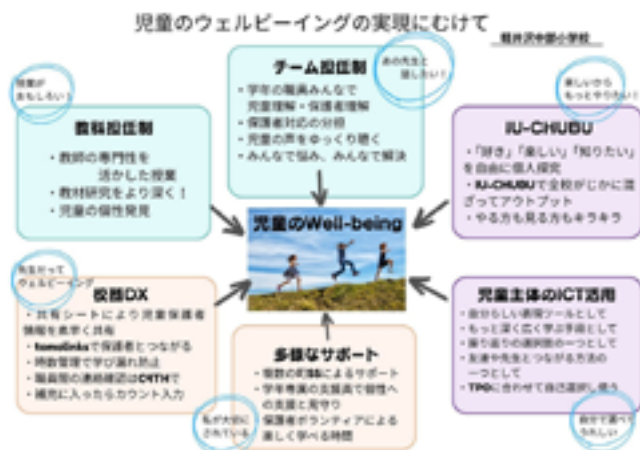 児童のウェルビーイングの実現にむけて
軽井沢中部小学校
授業が
おもしろい！
教科担任制
・教師の専門性を
活かした授業
・教材研究をより深く！
・児童の個性発見
あの先生と
話したい！
チーム担任制
・学年の職員みんなで
児童理解・保護者理解
・保護者対応の分担
・児童の声をゆっくり聴く
・みんなで悩み、みんなで解決
楽しいから
もっとやりたい！
IU-CHUBU
・「好き」「楽しい」「知りたい」
を自由に個人探究
・IU-CHUBUで全校がじかに混
ざってアウトプット
・やる方も見る方もキラキラ
児童のWell-being
先生だって
ウェルビーイング
校務DX
・共有シートにより児童保護者
情報を素早く共有
・tomolinksで保護者とつながる
・時数管理で学び漏れ防止
・職員間の連絡確認はC4THで
・補充に入ったらカウント入力
多様なサポート
によるサポート
・学年専属の支援員で個性へ
の支援と見守り
・保護者ボランティアによる
楽しく学べる時間
私が大切に
されている
児童主体のICT活用
・自分らしい表現ツールとして
・もっと深く広く学ぶ手段として
・振り返りの選択肢の一つとして
・友達や先生とつながる方法の
一つとして
・TPOに合わせて自己選択し使う
自分で選べて
うれしい